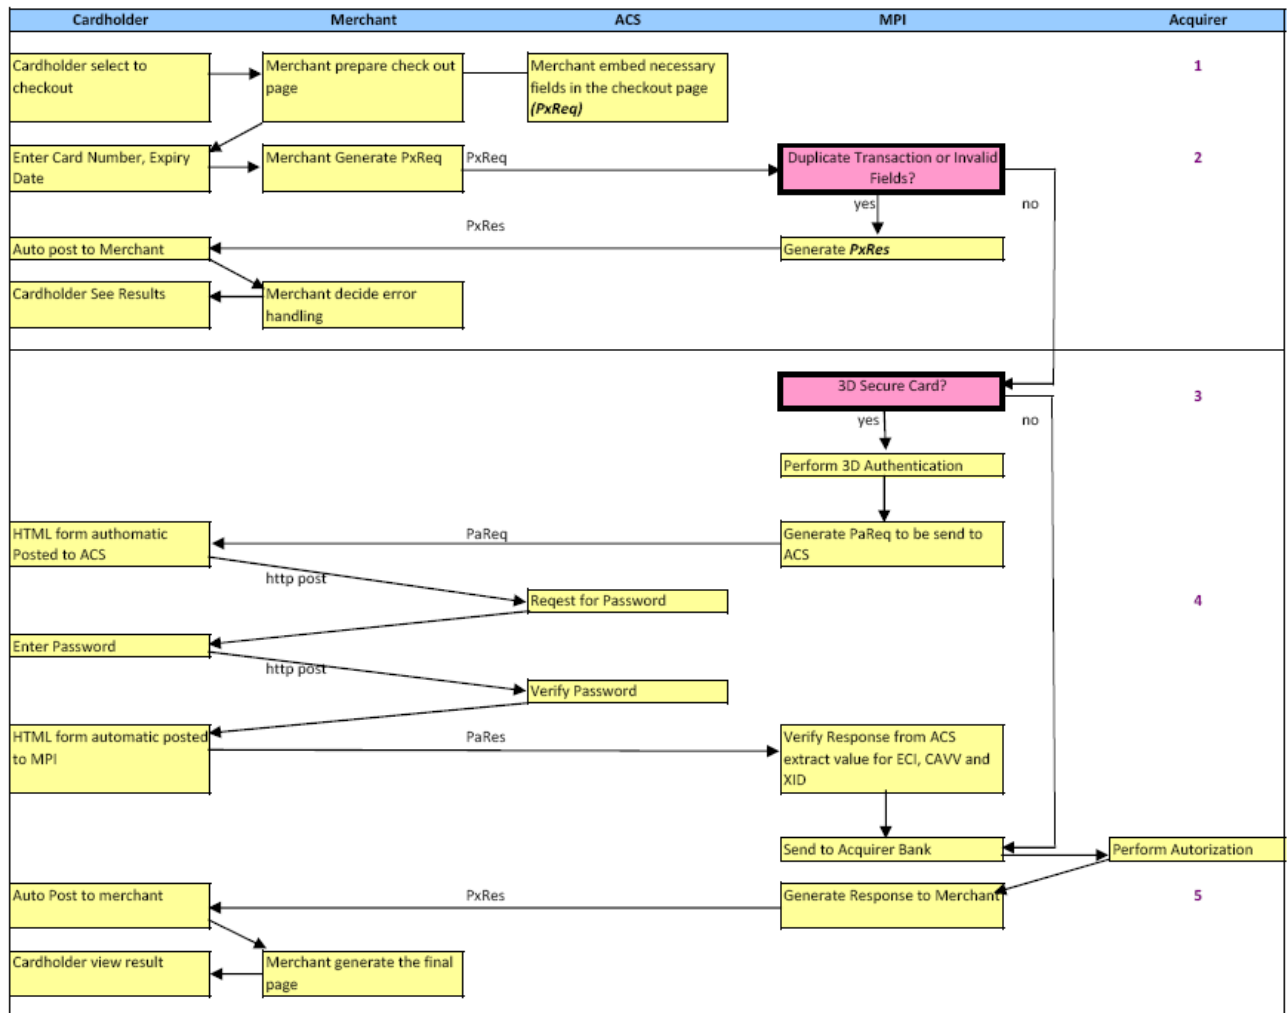 Cardholder Merchant ACS MPI Acquirer
Cardholder select to
checkout
Merchant prepare check out
page
Merchant embed necessary
fields in the checkout page
(PxReq)
1
Enter Card Number, Expiry
Date
Merchant Generate PxReq
PxReq
Duplicate Transaction or Invalid
Fields?
2
yes
no
PxRes
Auto post to Merchant
Generate PxRes
Cardholder See Results
Merchant decide error
handling
3D Secure Card?
3
yes
no
Perform 3D Authentication
HTML form authomatic
Posted to ACS
PaReq
Generate PaReq to be send to
ACS
http post
Reqest for Password
4
Enter Password
http post
Verify Password
HTML form automatic posted
to MPI
PaRes
Verify Response from ACS
extract value for ECI, CAVV and
XID
Send to Acquirer Bank
Perform Autorization
Auto Post to merchant
PxRes
Generate Response to Merchant
5
Cardholder view result
Merchant generate the final
page